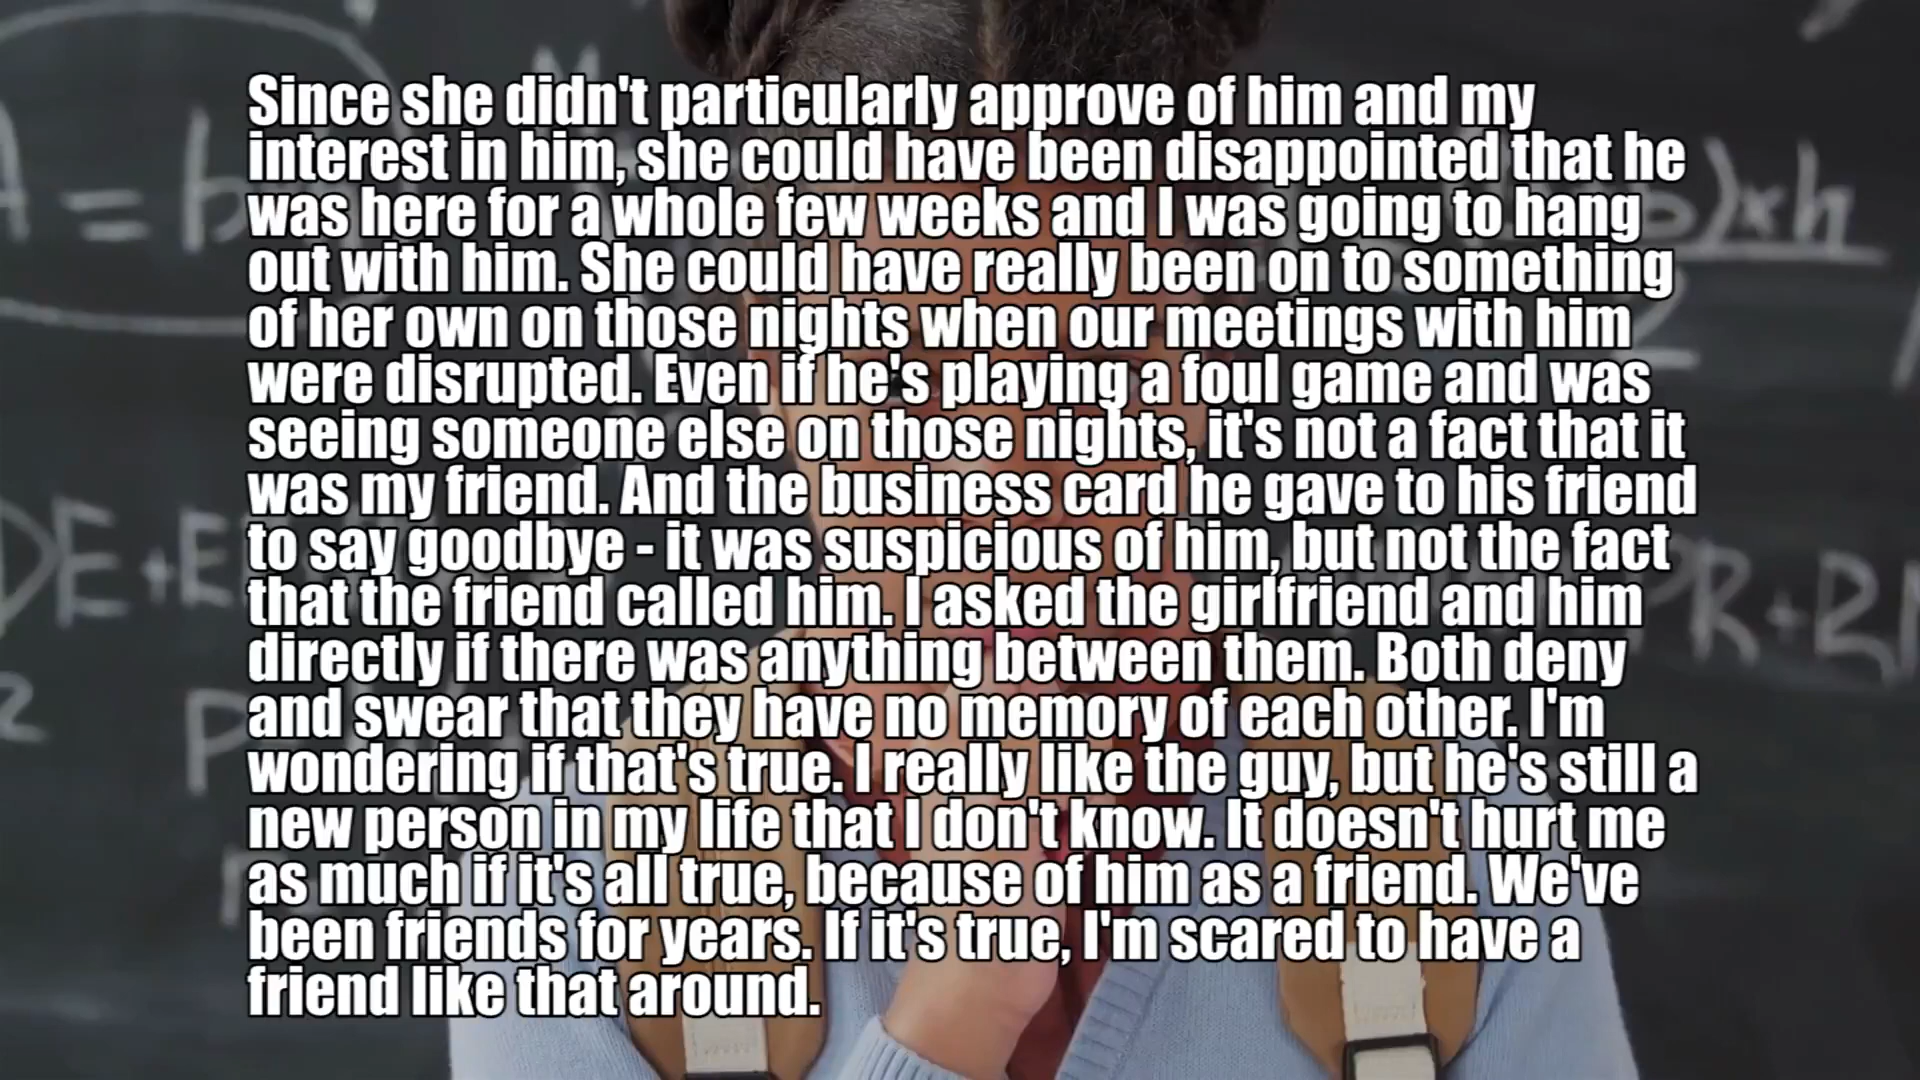 Since she didn't particularly approve of him and my
interest in him, she could have been disappointed that he
was here for a whole few weeks and I was going to hang
out with him. She could have really been on to something
of her own on those nights when our meetings with him
were disrupted. Even if he's playing a foul game and was
seeing someone else on those nights, it's not a fact that it
was my friend. And the business card he gave to his friend
to say goodbye - it was suspicious of him, but not the fact
that the friend called him. I asked the girlfriend and him
directly if there was anything between them. Both deny
and swear that they have no memory of each other. I'm
wondering if that's true. I really like the guy, but he's still a
new person in my life that I don't know. It doesn't hurt me
as much if it's all true, because of him as a friend. We've
been friends for years. If it's true, I'm scared to have a
friend like that around.